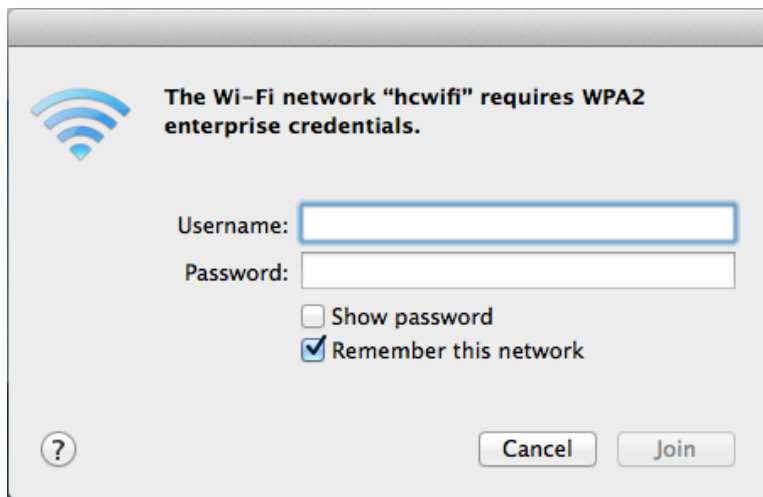 The Wi-Fi network “hcwifi” requires WPA2
enterprise credentials.
Username:
Password:
Show password
Remember this network
? Cancel Join